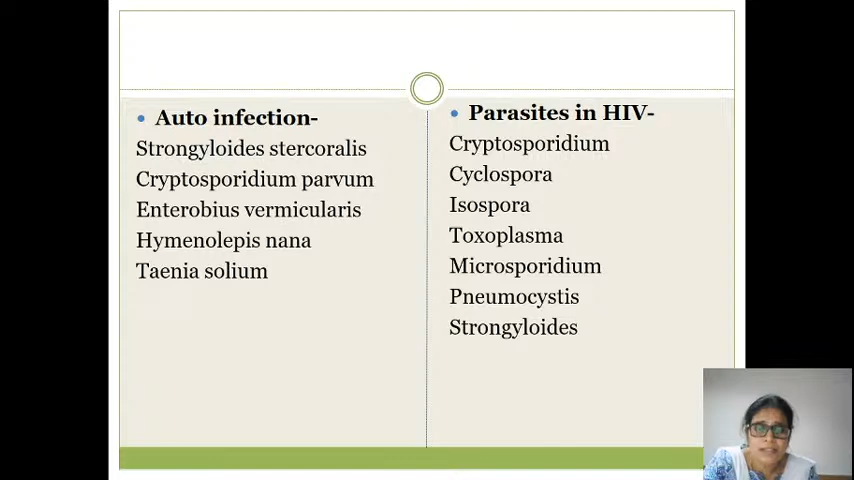 Auto infection-
Strongyloides stercoralis
Cryptosporidium parvum
Enterobius vermicularis
Hymenolepis nana
Taenia solium
Parasites in HIV-
Cryptosporidium
Cyclospora
Isospora
Toxoplasma
Microsporidium
Pneumocystis
Strongyloides